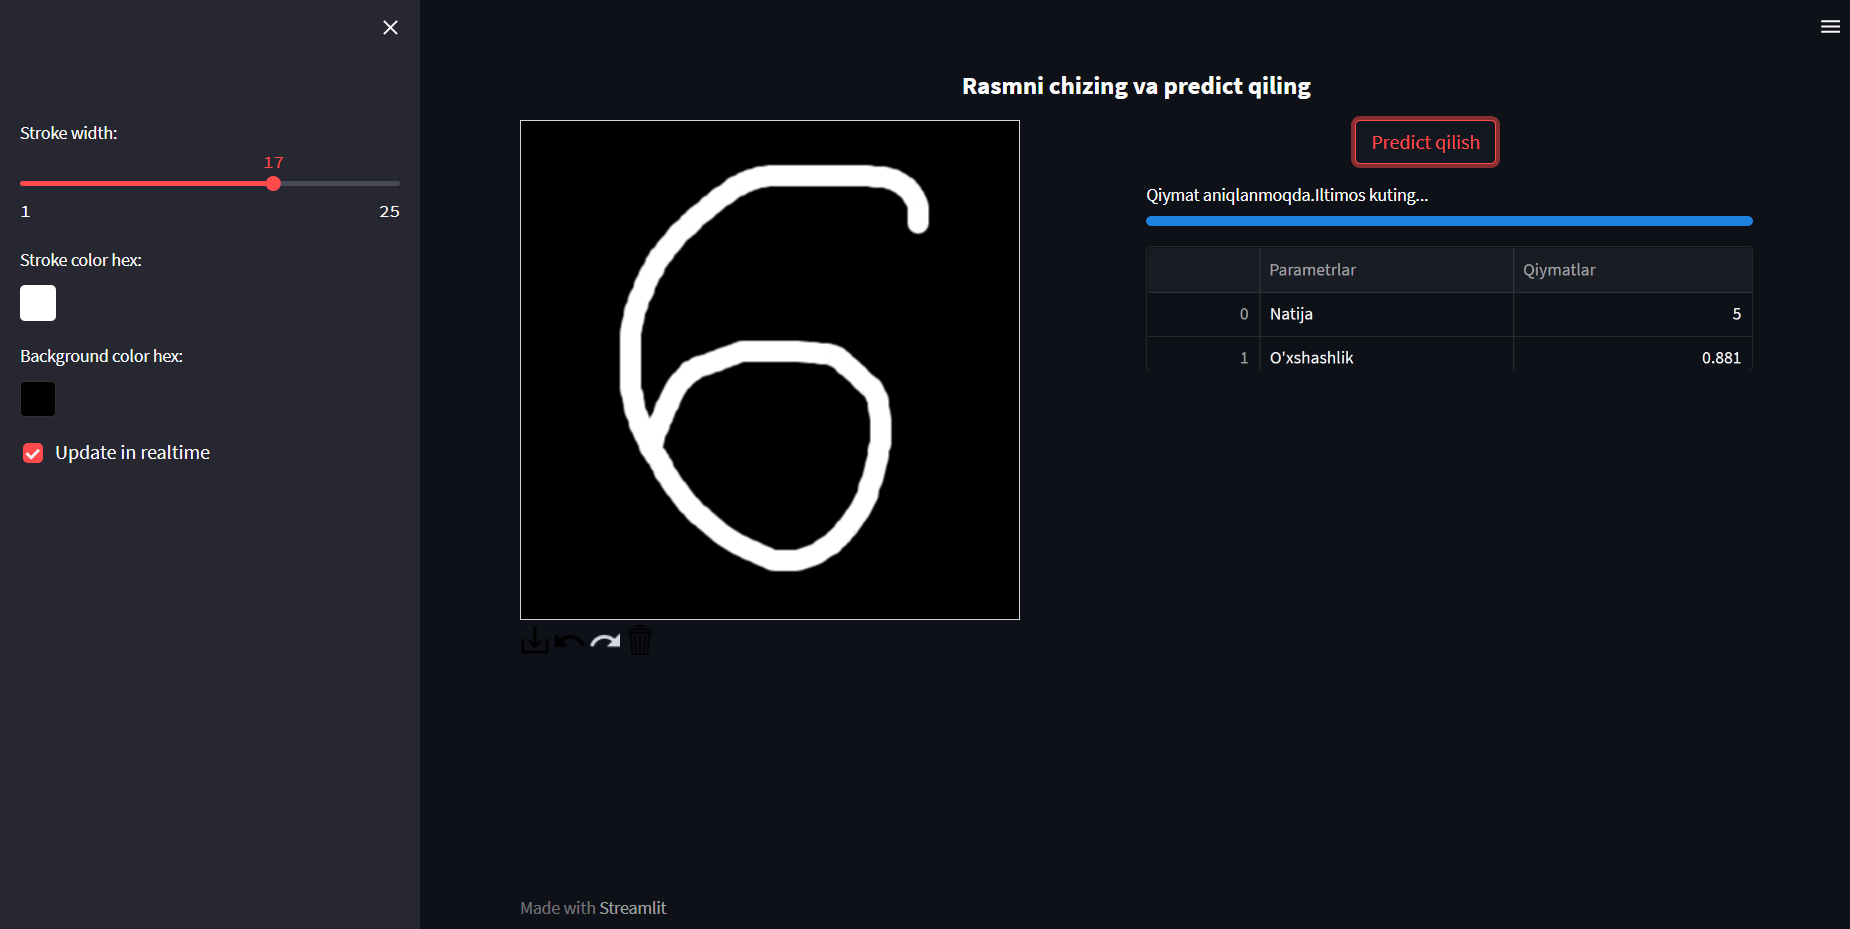 Stroke width:
17
1 25
Stroke color hex:
Background color hex:
Update in realtime
Rasmni chizing va predict qiling
6
Predict qilish
Qiymat aniqlanmoqda.Iltimos kuting...
Parametrlar Qiymatlar
0 Natija 5
1 O'xshashlik 0.881
Made with Streamlit